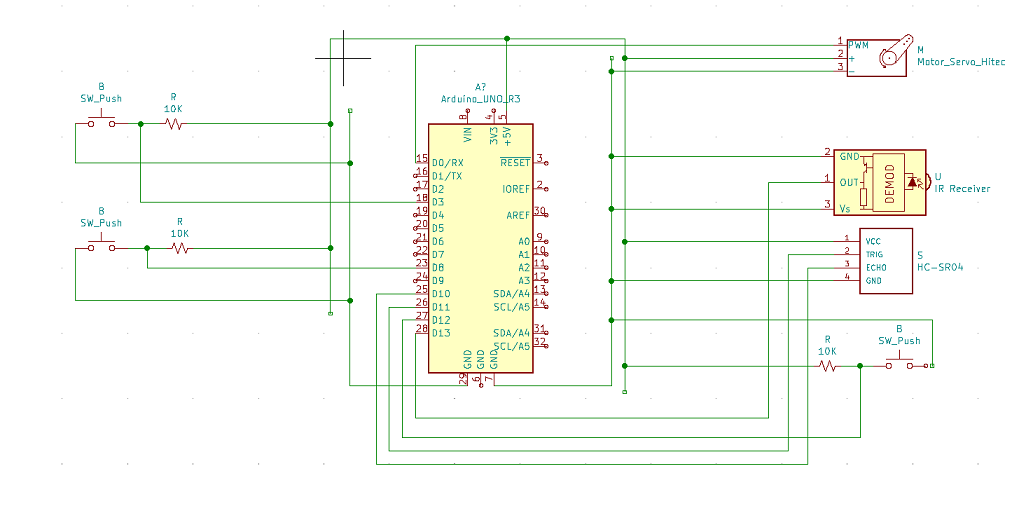 1 PWM
2 +
3 −
M
Motor_Servo_Hitec
B
SW_Push
R
10K
A?
Arduino_UNO_R3
8 VIN
4 3V3
5 +5V
15 D0/RX
16 D1/TX
17 D2
18 D3
19 D4
20 D5
21 D6
22 D7
23 D8
24 D9
25 D10
26 D11
27 D12
28 D13
RESET 3
IOREF 2
AREF 30
A0 9
A1 10
A2 11
A3 12
SDA/A4 13
SCL/A5 14
SDA/A4 31
SCL/A5 32
29 GND
6 GND
7 GND
B
SW_Push
R
10K
2 GND
1 OUT
3 Vs
DEMOD
U
IR Receiver
1 VCC
2 TRIG
3 ECHO
4 GND
S
HC-SR04
R
10K
B
SW_Push